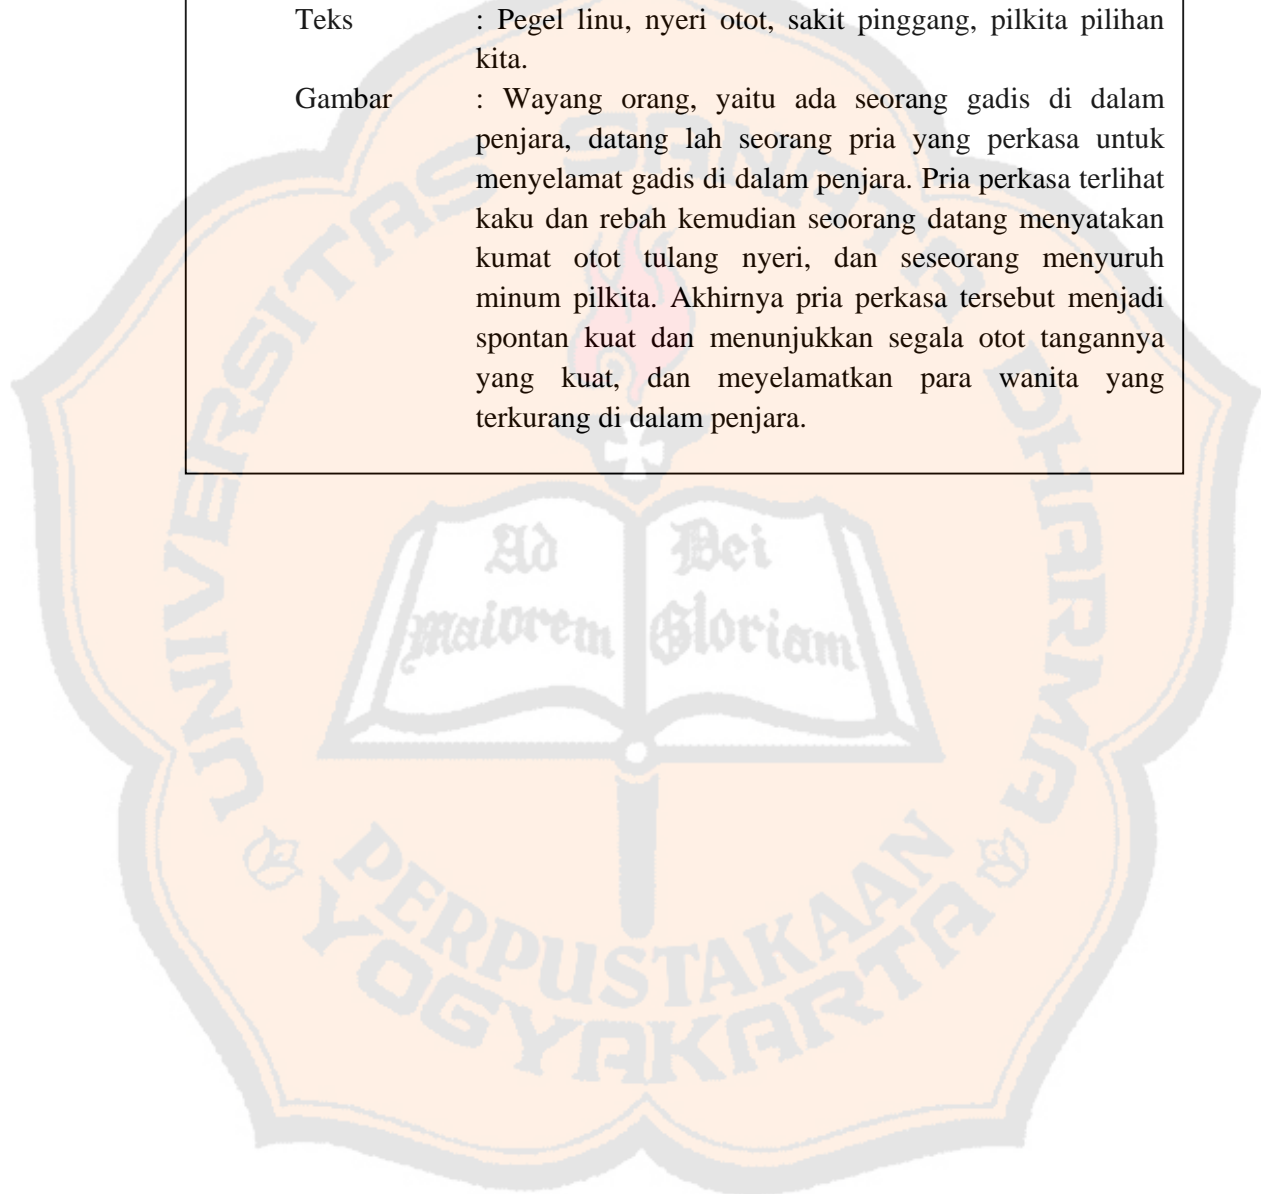 Teks : Pegel linu, nyeri otot, sakit pinggang, pilkita pilihan
kita.
Gambar : Wayang orang, yaitu ada seorang gadis di dalam
penjara, datang lah seorang pria yang perkasa untuk
menyelamat gadis di dalam penjara. Pria perkasa terlihat
kaku dan rebah kemudian seoorang datang menyatakan
kumat otot tulang nyeri, dan seseorang menyuruh
minum pilkita. Akhirnya pria perkasa tersebut menjadi
spontan kuat dan menunjukkan segala otot tangannya
yang kuat, dan meyelamatkan para wanita yang
terkurang di dalam penjara.
UNIVERSITAS SANATA DHARMA
Ad Dei
maiorem Gloriam
PERPUSTAKAAN
YOGYAKARTA